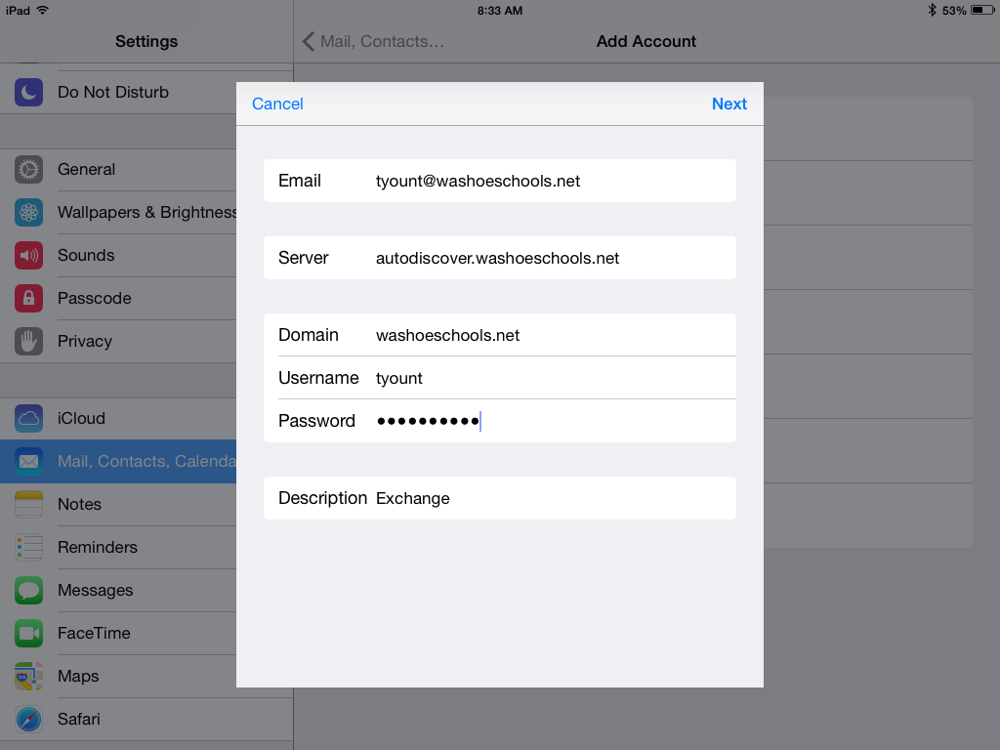 iPad 8:33 AM 53%
Settings
Mail, Contacts…
Add Account
Do Not Disturb
General
Wallpapers & Brightness
Sounds
Passcode
Privacy
iCloud
Mail, Contacts, Calenda
Notes
Reminders
Messages
FaceTime
Maps
Safari
Cancel Next
Email tyount@washoeschools.net
Server autodiscover.washoeschools.net
Domain washoeschools.net
Username tyount
Password ••••••••••
Description Exchange